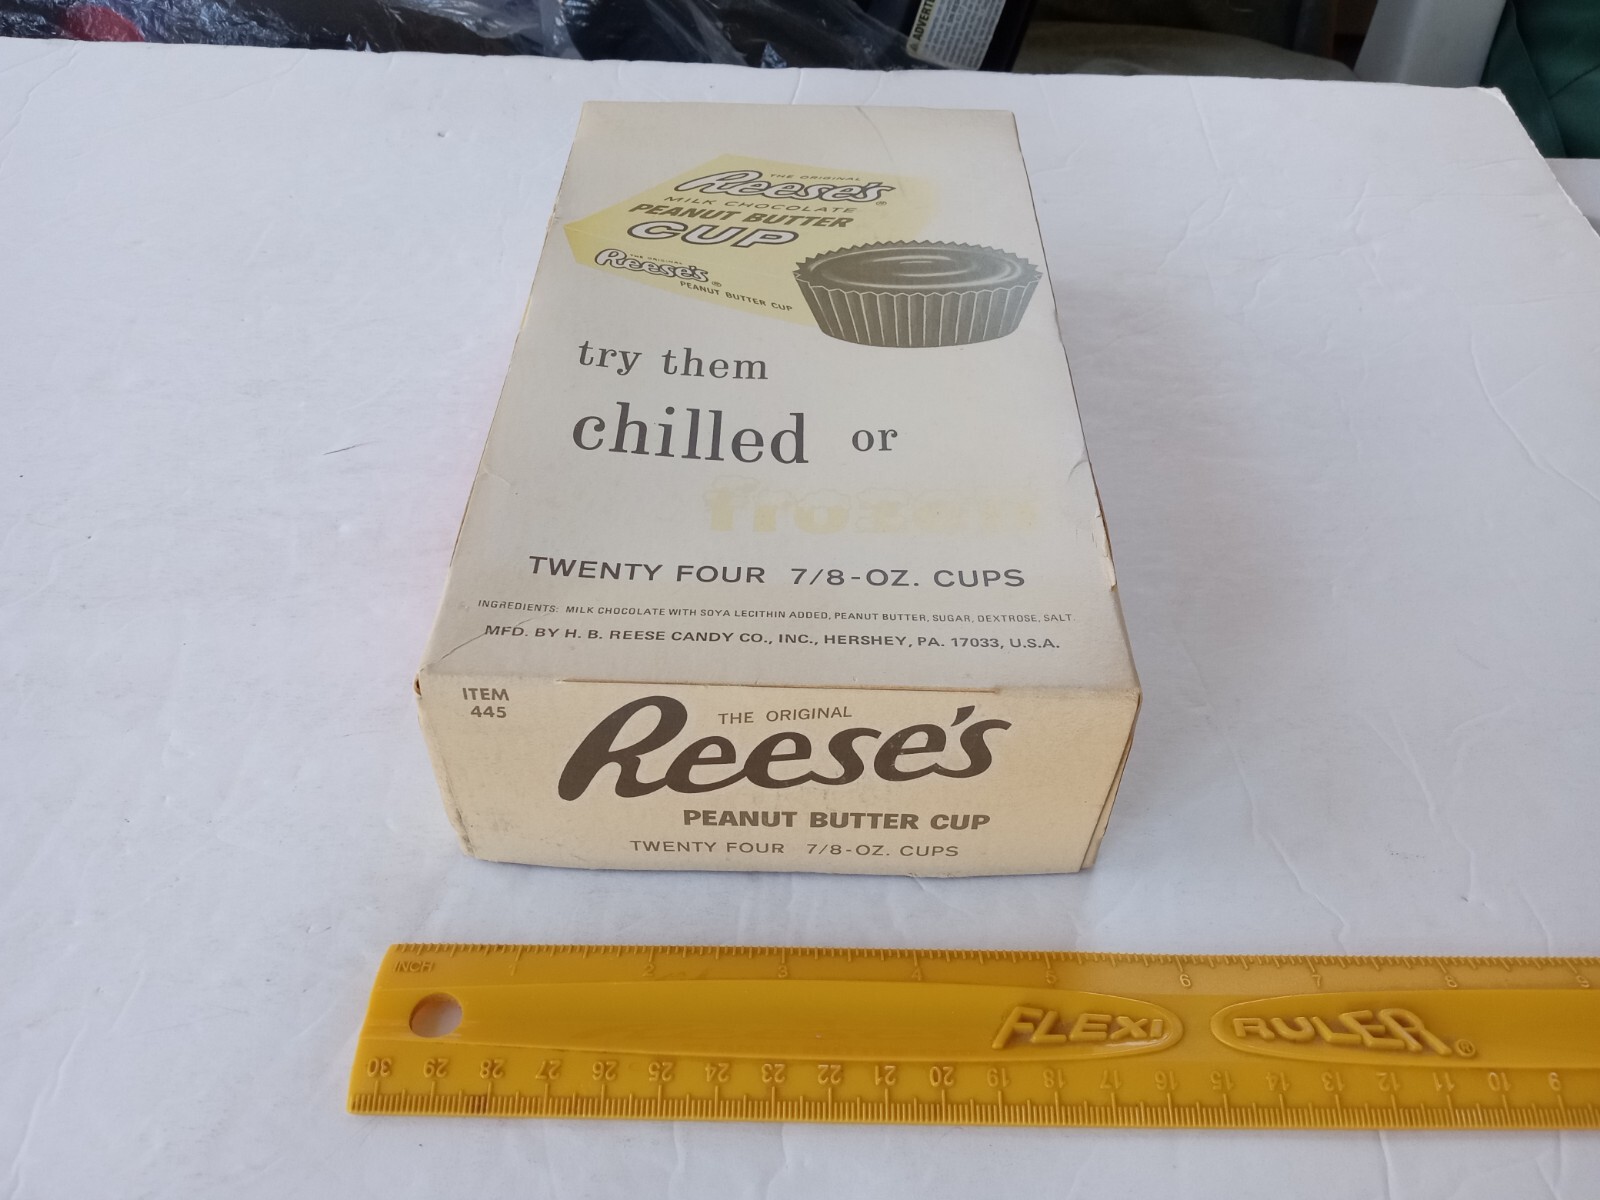 ADVERT
THE ORIGINAL
Reese's®
MILK CHOCOLATE
PEANUT BUTTER
CUP
THE ORIGINAL
Reese's®
PEANUT BUTTER CUP
try them
chilled or
frozen
TWENTY FOUR 7/8-OZ. CUPS
INGREDIENTS: MILK CHOCOLATE WITH SOYA LECITHIN ADDED, PEANUT BUTTER, SUGAR, DEXTROSE, SALT.
MFD. BY H. B. REESE CANDY CO., INC., HERSHEY, PA. 17033, U.S.A.
ITEM
445
THE ORIGINAL
Reese's
PEANUT BUTTER CUP
TWENTY FOUR 7/8-OZ. CUPS
INCH 1 2 3 4 5 6 7 8 9
FLEXI RULER®
30 29 28 27 26 25 24 23 22 21 20 19 18 17 16 15 14 13 12 11 10 9